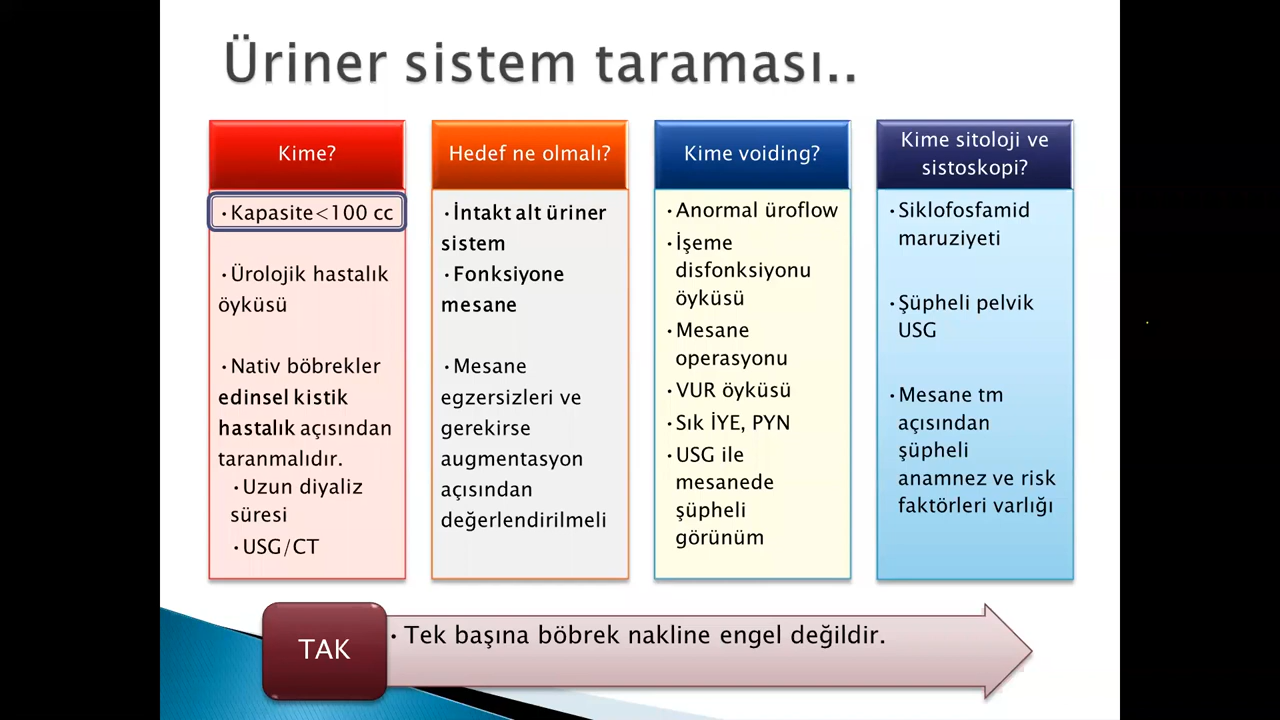 Üriner sistem taraması..
Kime?
•Kapasite<100 cc
•Ürolojik hastalık
öyküsü
•Nativ böbrekler
edinsel kistik
hastalık açısından
taranmalıdır.
•Uzun diyaliz
süresi
•USG/CT
Hedef ne olmalı?
•İntakt alt üriner
sistem
•Fonksiyone
mesane
•Mesane
egzersizleri ve
gerekirse
augmentasyon
açısından
değerlendirilmeli
Kime voiding?
•Anormal üroflow
•İşeme
disfonksiyonu
öyküsü
•Mesane
operasyonu
•VUR öyküsü
•Sık İYE, PYN
•USG ile
mesanede
şüpheli
görünüm
Kime sitoloji ve
sistoskopi?
•Siklofosfamid
maruziyeti
•Şüpheli pelvik
USG
•Mesane tm
açısından
şüpheli
anamnez ve risk
faktörleri varlığı
TAK
• Tek başına böbrek nakline engel değildir.